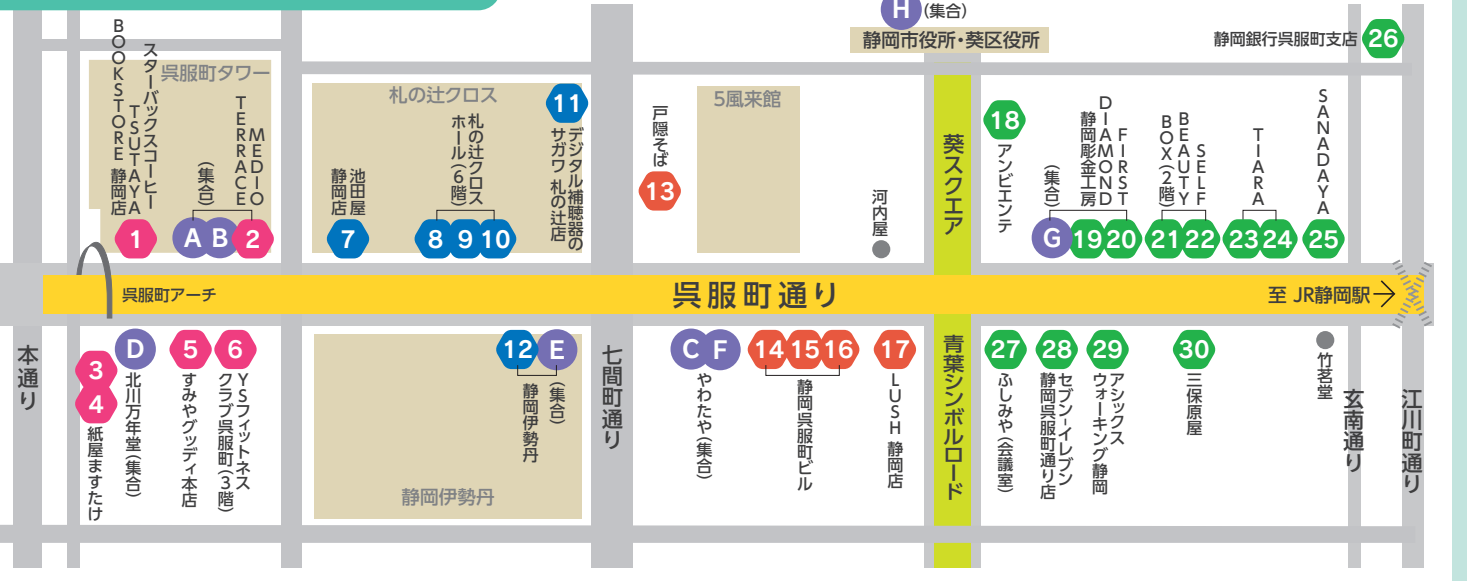 H
(集合)
静岡市役所・葵区役所
静岡銀行呉服町支店
26
呉服町タワー
BOOKSTORE 静岡店
TSUTAYA
スターバックスコーヒー
1
(集合)
A
B
TERRACE
MEDIO
2
札の辻クロス
静岡店
池田屋
7
ホール(6階)
札の辻クロス
8
9
10
11
サガワ 札の辻店
デジタル補聴器の
戸隠そば
13
5風来館
河内屋
葵スクエア
18
アンビエンテ
(集合)
G
静岡彫金工房
19
DIAMOND
FIRST
20
BOX(2階)
BEAUTY
SELF
21
22
TIARA
23
24
SANADAYA
25
呉服町アーチ
呉服町通り
至 JR静岡駅→
本通り
3
4
紙屋ますたけ
D
北川万年堂(集合)
5
すみやグッディ本店
6
クラブ呉服町(3階)
YSフィットネス
12
E
静岡伊勢丹
(集合)
静岡伊勢丹
七間町通り
C
F
やわたや(集合)
14
15
16
静岡呉服町ビル
17
LUSH 静岡店
青葉シンボルロード
27
ふしみや(会議室)
28
静岡呉服町通り店
セブン-イレブン
29
ウォーキング静岡
アシックス
30
三保原屋
竹茗堂
玄南通り
江川町通り